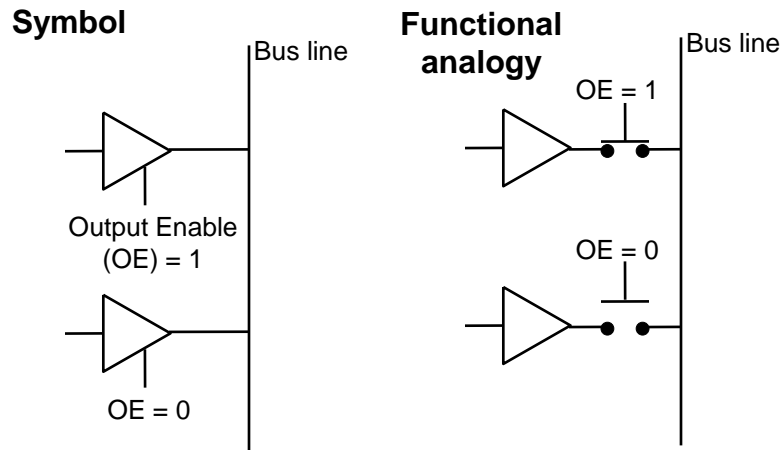 Symbol
Bus line
Output Enable
(OE) = 1
OE = 0
Functional
analogy
Bus line
OE = 1
OE = 0